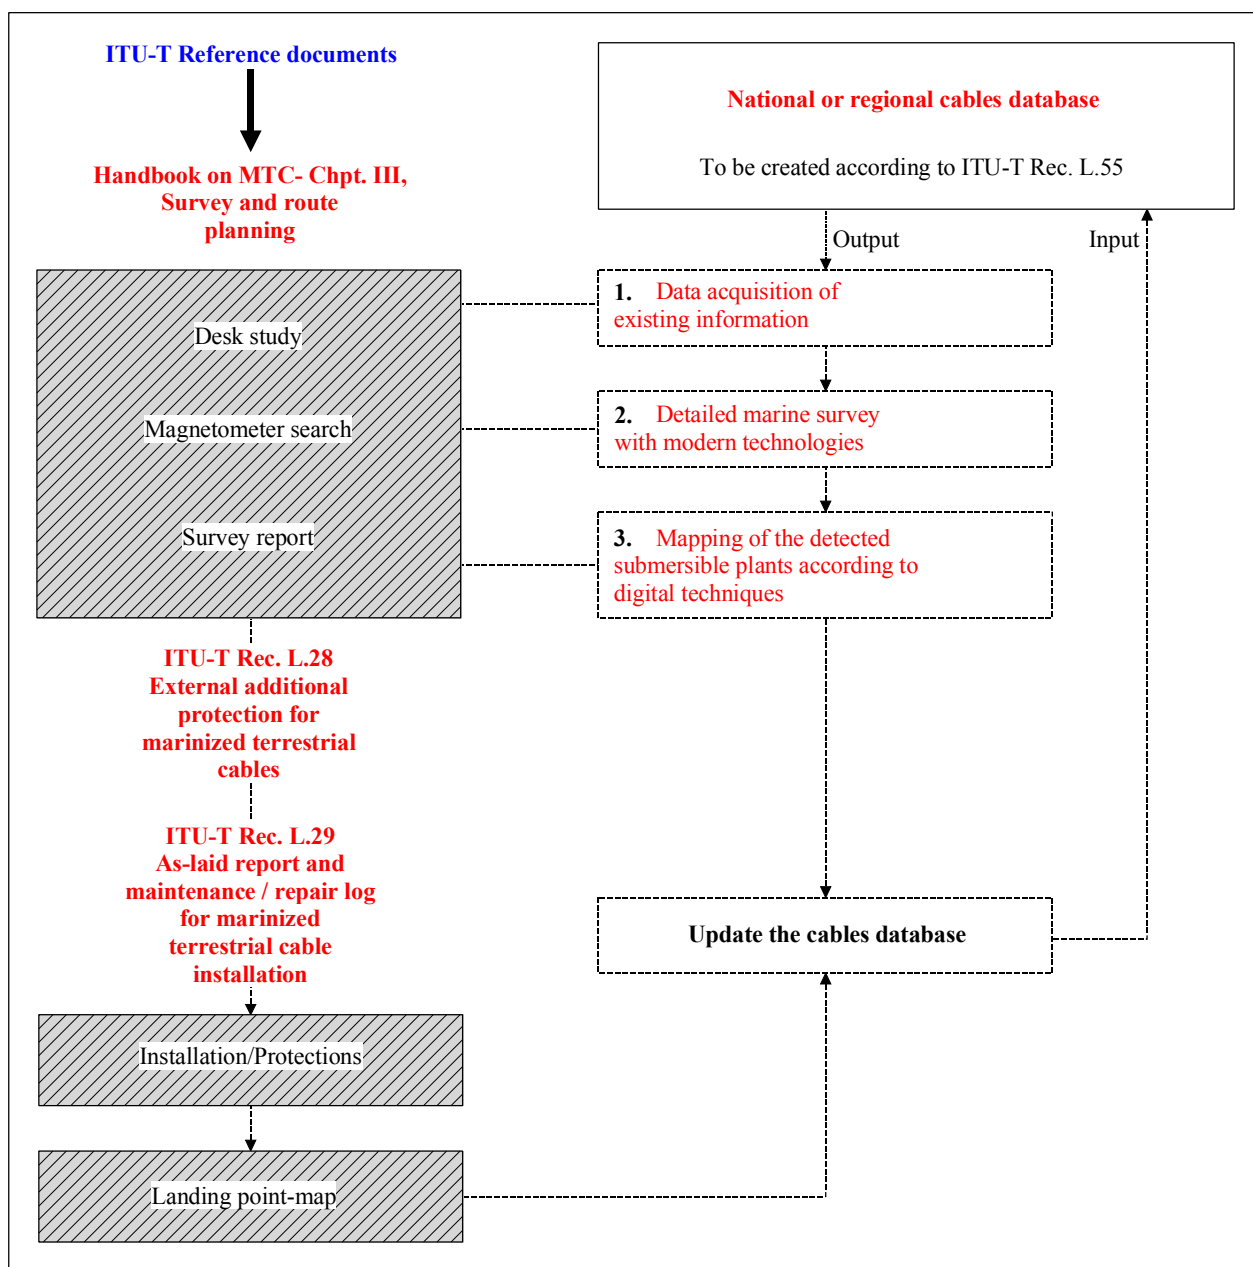 ITU-T Reference documents
Handbook on MTC- Chpt. III,
Survey and route
planning
Desk study
Magnetometer search
Survey report
ITU-T Rec. L.28
External additional
protection for
marinized terrestrial
cables
ITU-T Rec. L.29
As-laid report and
maintenance / repair log
for marinized
terrestrial cable
installation
Installation/Protections
Landing point-map
National or regional cables database
To be created according to ITU-T Rec. L.55
Output
Input
1. Data acquisition of
existing information
2. Detailed marine survey
with modern technologies
3. Mapping of the detected
submersible plants according to
digital techniques
Update the cables database